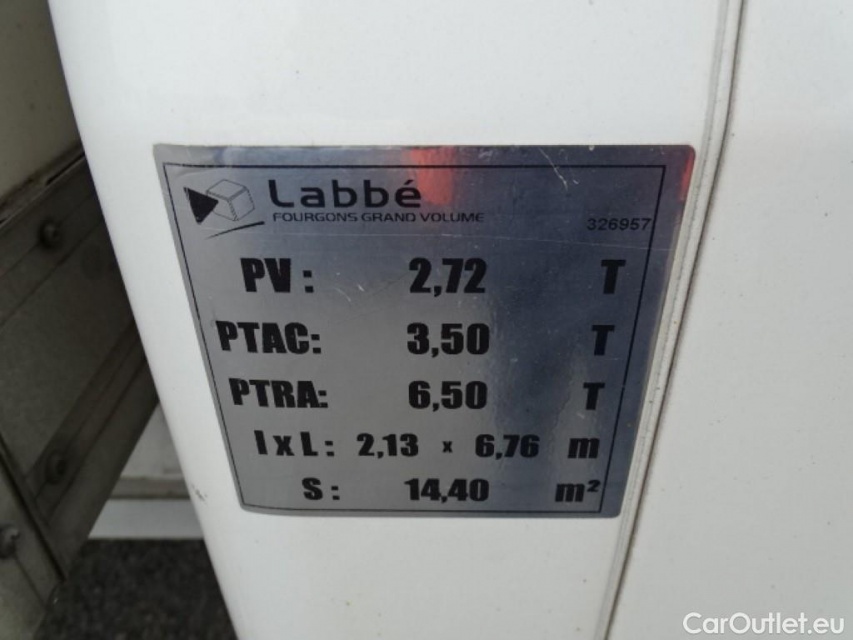 Labbé
FOURGONS GRAND VOLUME
326957
PV : 2,72 T
PTAC: 3,50 T
PTRA: 6,50 T
l x L : 2,13 x 6,76 m
S : 14,40 m²
CarOutlet.eu